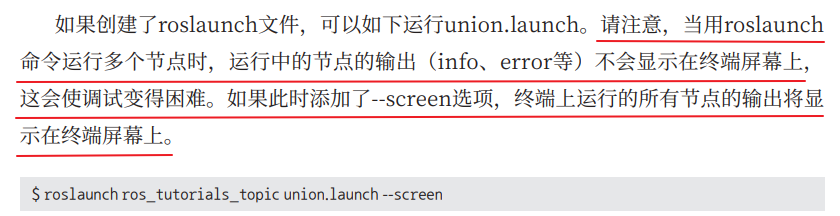 如果创建了roslaunch文件，可以如下运行union.launch。请注意，当用roslaunch
命令运行多个节点时，运行中的节点的输出（info、error等）不会显示在终端屏幕上，
这会使调试变得困难。如果此时添加了--screen选项，终端上运行的所有节点的输出将显
示在终端屏幕上。
$ roslaunch ros_tutorials_topic union.launch --screen